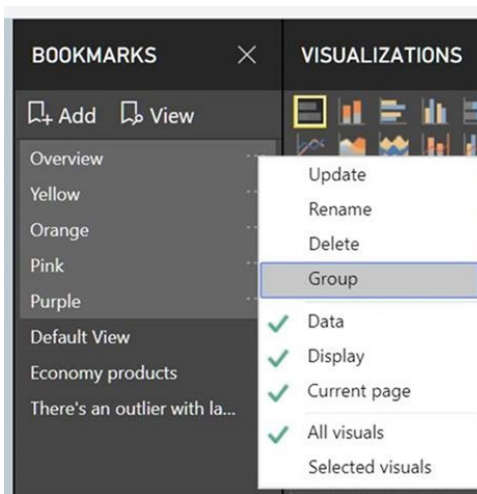 BOOKMARKS
VISUALIZATIONS
Add View
Overview
Yellow
Orange
Pink
Purple
Default View
Economy products
There's an outlier with la...
Update
Rename
Delete
Group
Data
Display
Current page
All visuals
Selected visuals